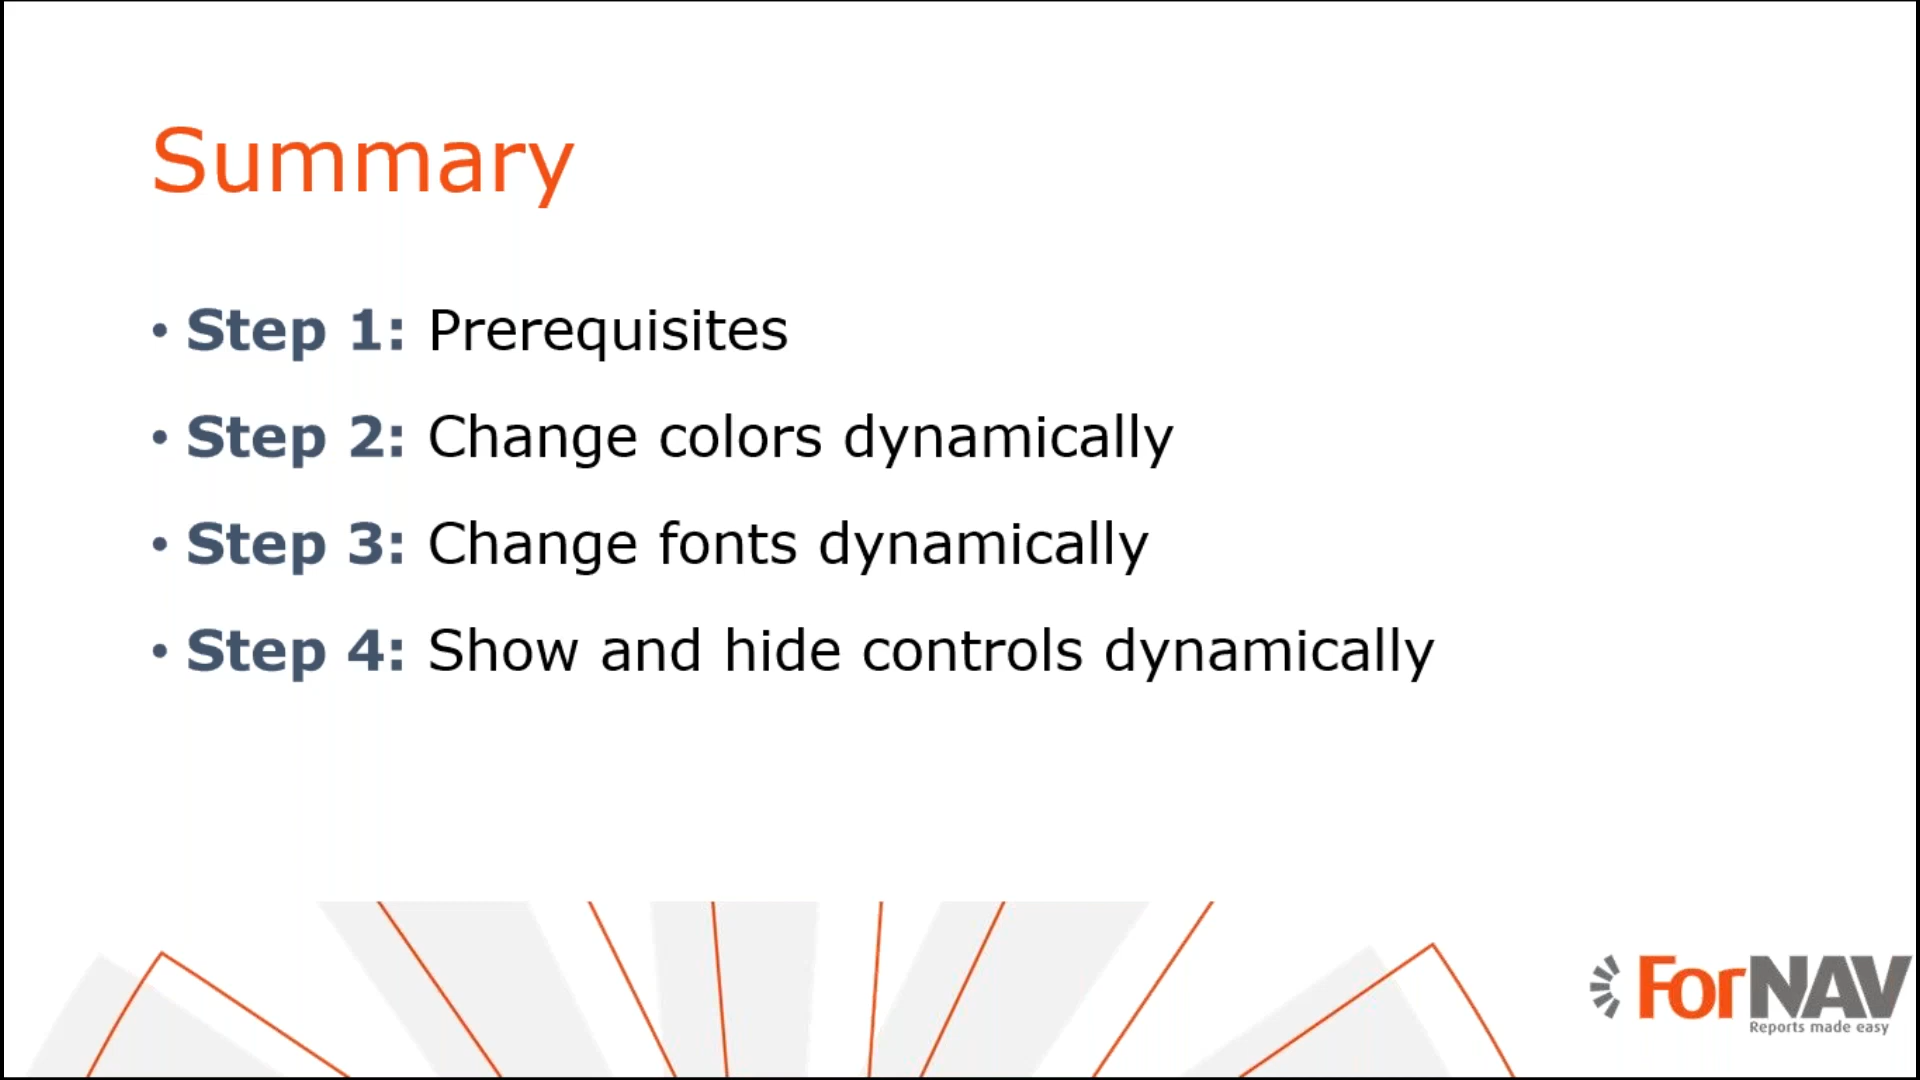 Summary
• Step 1: Prerequisites
• Step 2: Change colors dynamically
• Step 3: Change fonts dynamically
• Step 4: Show and hide controls dynamically
ForNAV
Reports made easy